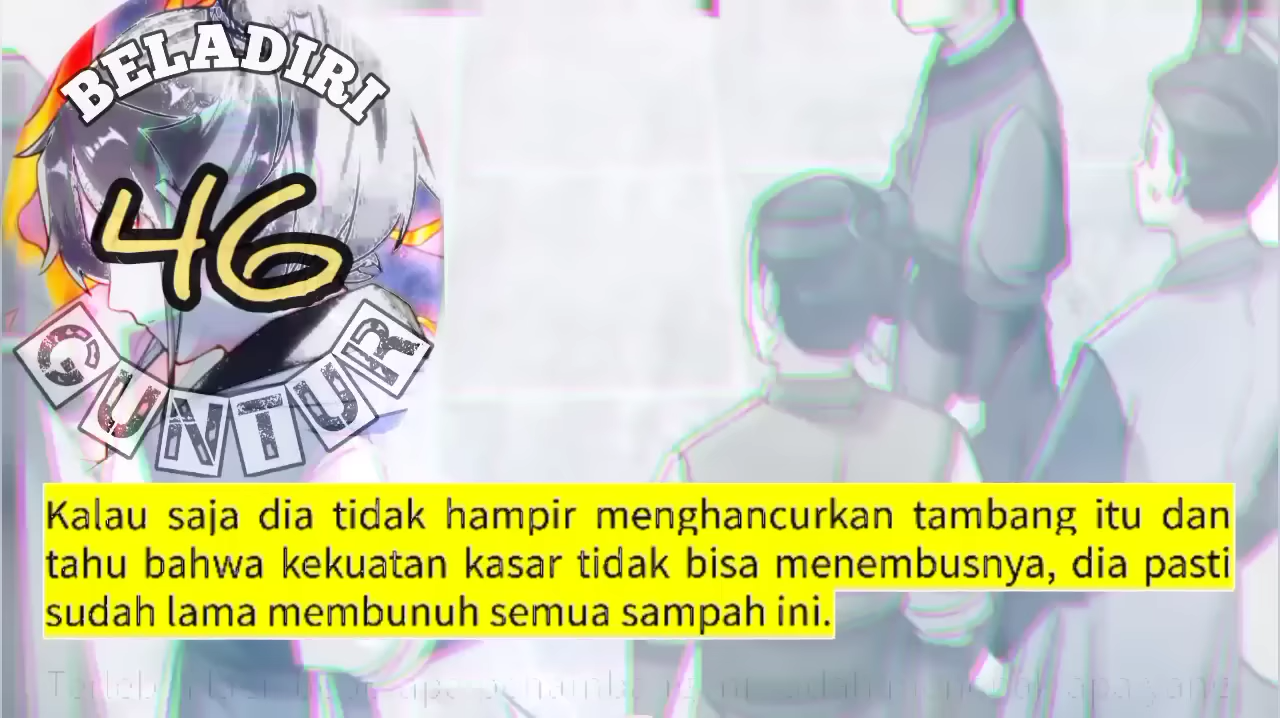 BELADIRI
46
GUNTUR
Kalau saja dia tidak hampir menghancurkan tambang itu dan
tahu bahwa kekuatan kasar tidak bisa menembusnya, dia pasti
sudah lama membunuh semua sampah ini.